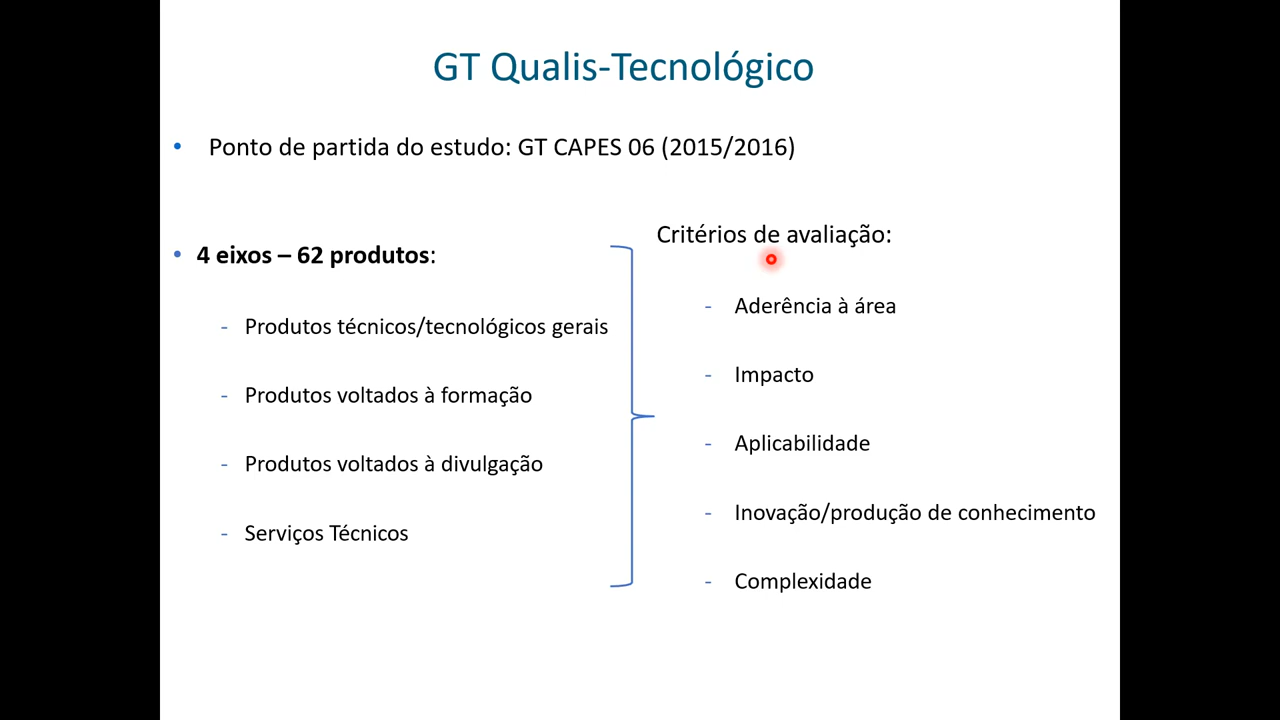 GT Qualis-Tecnológico
• Ponto de partida do estudo: GT CAPES 06 (2015/2016)
• 4 eixos – 62 produtos:
- Produtos técnicos/tecnológicos gerais
- Produtos voltados à formação
- Produtos voltados à divulgação
- Serviços Técnicos
Critérios de avaliação:
- Aderência à área
- Impacto
- Aplicabilidade
- Inovação/produção de conhecimento
- Complexidade